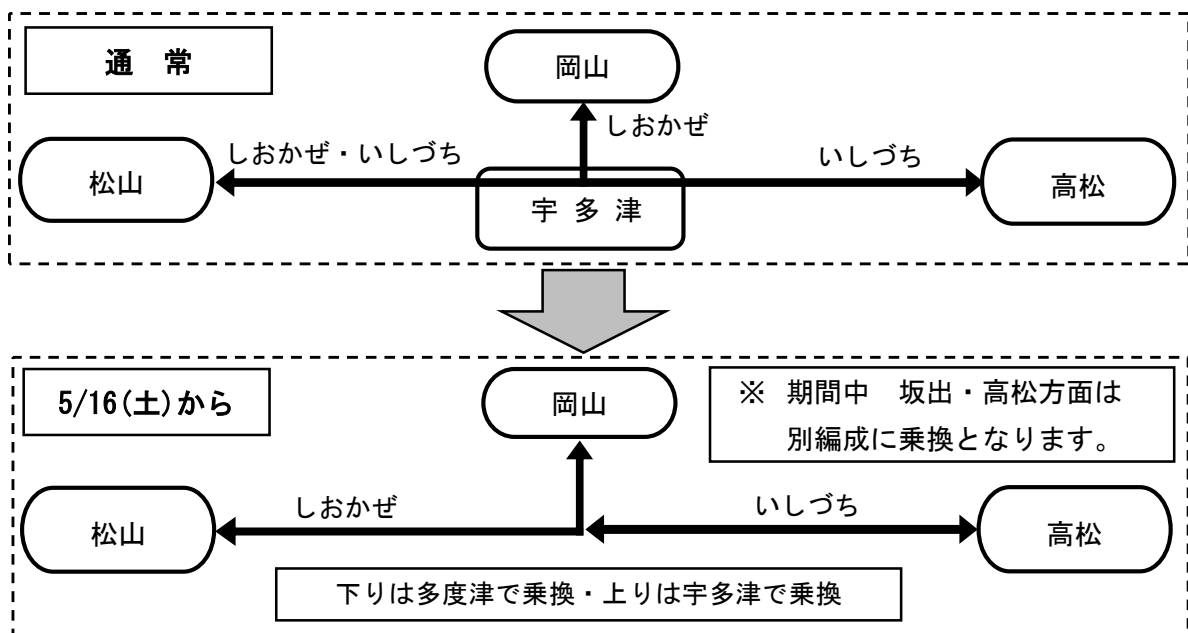 通　常
岡山
しおかぜ
しおかぜ・いしづち
いしづち
松山
宇 多 津
高松
5/16(土)から
岡山
※ 期間中　坂出・高松方面は
別編成に乗換となります。
しおかぜ
いしづち
松山
高松
下りは多度津で乗換・上りは宇多津で乗換